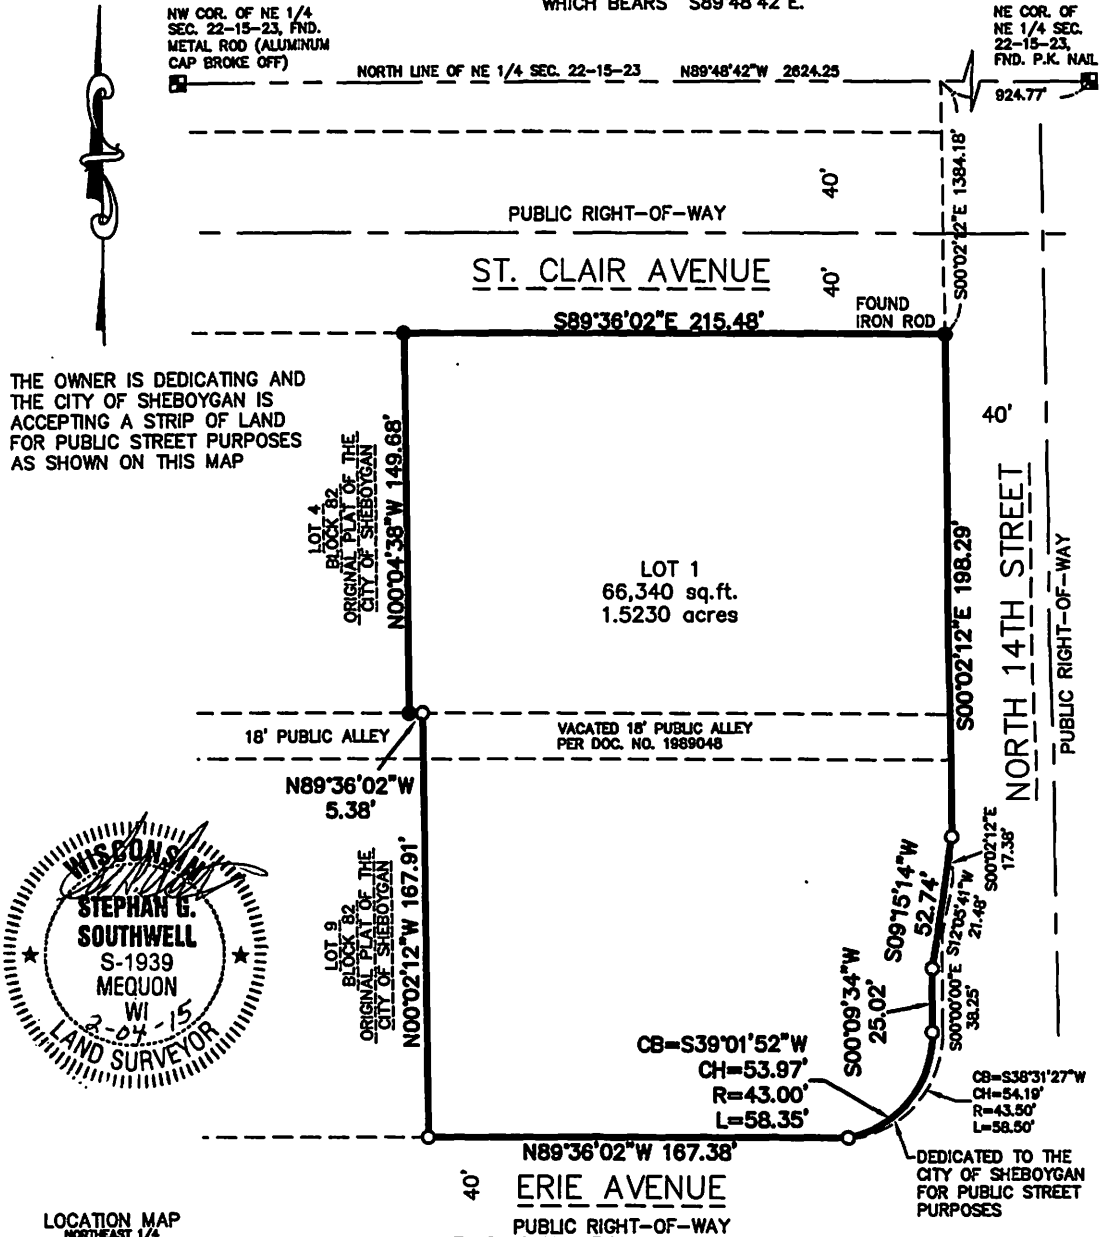 WHICH BEARS S89°48'42"E.
NW COR. OF NE 1/4
SEC. 22-15-23, FND.
METAL ROD (ALUMINUM
CAP BROKE OFF)
NE COR. OF
NE 1/4 SEC.
22-15-23,
FND. P.K. NAIL
NORTH LINE OF NE 1/4 SEC. 22-15-23 N89°48'42"W 2624.25
924.77'
S00°02'12"E 1384.18'
40'
PUBLIC RIGHT-OF-WAY
ST. CLAIR AVENUE
40'
FOUND
IRON ROD
S89°36'02"E 215.48'
THE OWNER IS DEDICATING AND
THE CITY OF SHEBOYGAN IS
ACCEPTING A STRIP OF LAND
FOR PUBLIC STREET PURPOSES
AS SHOWN ON THIS MAP
40'
LOT 4
BLOCK 82
ORIGINAL PLAT OF THE
CITY OF SHEBOYGAN
N00°04'38"W 149.68'
LOT 1
66,340 sq.ft.
1.5230 acres
S00°02'12"E 198.29'
NORTH 14TH STREET
PUBLIC RIGHT-OF-WAY
18' PUBLIC ALLEY
VACATED 18' PUBLIC ALLEY
PER DOC. NO. 1989048
N89°36'02"W
5.38'
WISCONSIN
STEPHAN G.
SOUTHWELL
S-1939
MEQUON
WI
2-04-15
LAND SURVEYOR
LOT 9
BLOCK 82
ORIGINAL PLAT OF THE
CITY OF SHEBOYGAN
N00°02'12"W 167.91'
S09°15'14"W
52.74'
S00°02'12"E
17.38'
S12°05'41"W
21.48'
S00°09'34"W
25.02'
S00°00'00"E
38.25'
CB=S39°01'52"W
CH=53.97'
R=43.00'
L=58.35'
CB=S38°31'27"W
CH=54.19'
R=43.50'
L=58.50'
DEDICATED TO THE
CITY OF SHEBOYGAN
FOR PUBLIC STREET
PURPOSES
N89°36'02"W 167.38'
40'
ERIE AVENUE
PUBLIC RIGHT-OF-WAY
LOCATION MAP
NORTHEAST 1/4